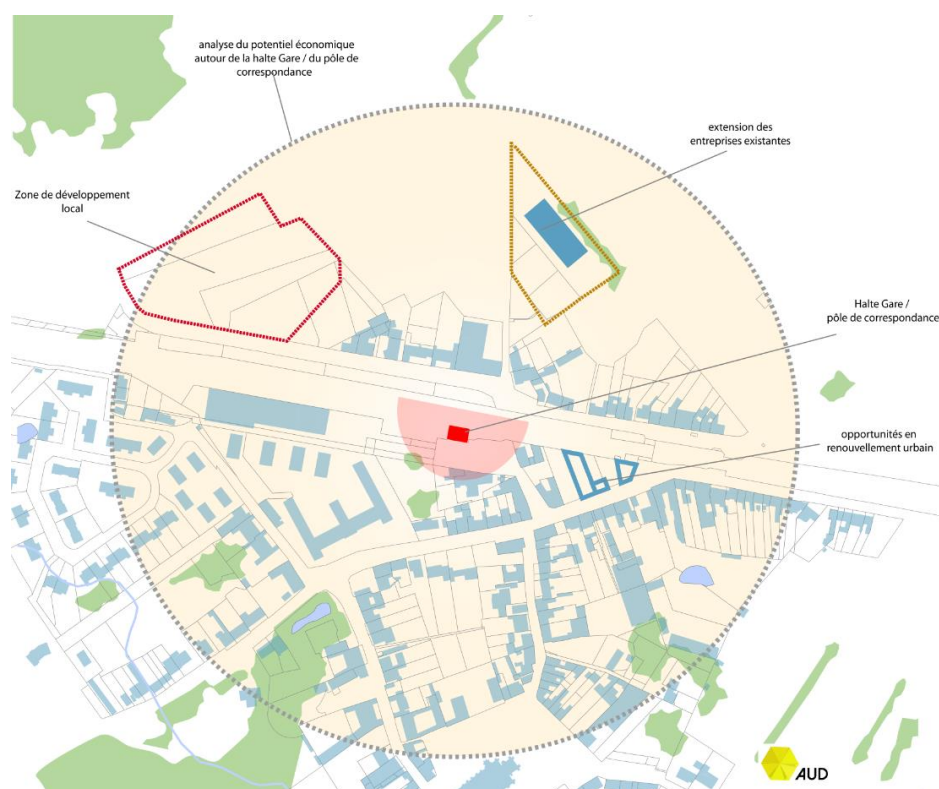 analyse du potentiel économique
autour de la halte Gare / du pôle de
correspondance
extension des
entreprises existantes
Zone de développement
local
Halte Gare /
pôle de correspondance
opportunités en
renouvellement urbain
AUD